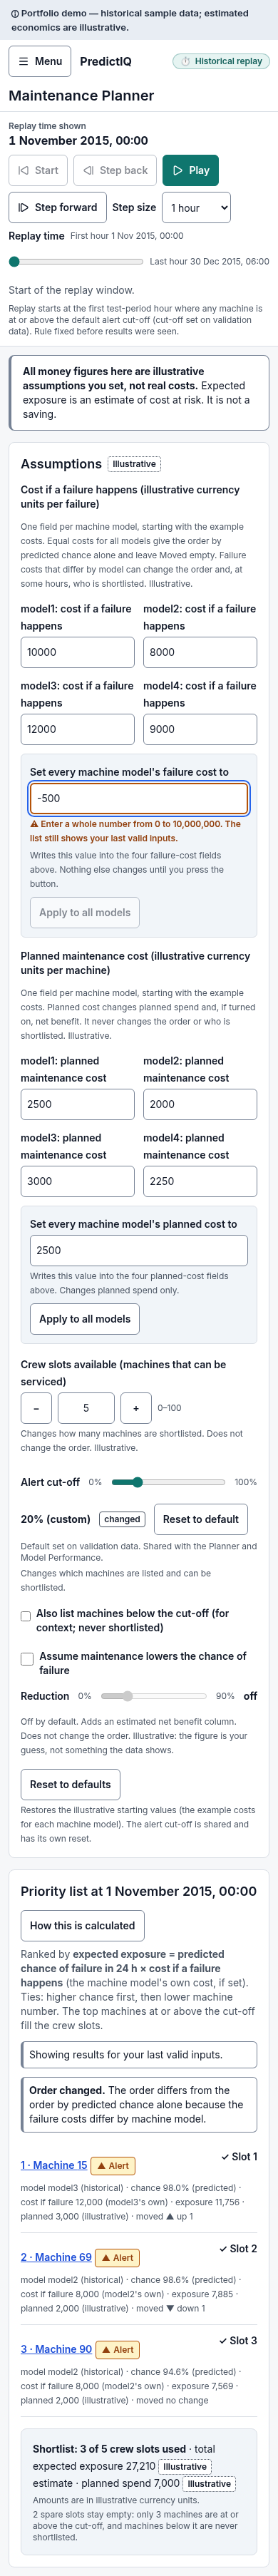 Portfolio demo — historical sample data; estimated
economics are illustrative.
Menu
PredictIQ
Historical replay
Maintenance Planner
Replay time shown
1 November 2015, 00:00
Start
Step back
Play
Step forward
Step size
1 hour
Replay time First hour 1 Nov 2015, 00:00
Last hour 30 Dec 2015, 06:00
Start of the replay window.
Replay starts at the first test-period hour where any machine is
at or above the default alert cut-off (cut-off set on validation
data). Rule fixed before results were seen.
All money figures here are illustrative
assumptions you set, not real costs. Expected
exposure is an estimate of cost at risk. It is not a
saving.
Assumptions Illustrative
Cost if a failure happens (illustrative currency
units per failure)
One field per machine model, starting with the example
costs. Equal costs for all models give the order by
predicted chance alone and leave Moved empty. Failure
costs that differ by model can change the order and, at
some hours, who is shortlisted. Illustrative.
model1: cost if a failure
happens
10000
model2: cost if a failure
happens
8000
model3: cost if a failure
happens
12000
model4: cost if a failure
happens
9000
Set every machine model's failure cost to
-500
Enter a whole number from 0 to 10,000,000. The
list still shows your last valid inputs.
Writes this value into the four failure-cost fields
above. Nothing else changes until you press the
button.
Apply to all models
Planned maintenance cost (illustrative currency
units per machine)
One field per machine model, starting with the example
costs. Planned cost changes planned spend and, if turned
on, net benefit. It never changes the order or who is
shortlisted. Illustrative.
model1: planned
maintenance cost
2500
model2: planned
maintenance cost
2000
model3: planned
maintenance cost
3000
model4: planned
maintenance cost
2250
Set every machine model's planned cost to
2500
Writes this value into the four planned-cost fields
above. Changes planned spend only.
Apply to all models
Crew slots available (machines that can be
serviced)
−
5
+
0–100
Changes how many machines are shortlisted. Does not
change the order. Illustrative.
Alert cut-off 0%
100%
20% (custom) changed Reset to default
Default set on validation data. Shared with the Planner and
Model Performance.
Changes which machines are listed and can be
shortlisted.
Also list machines below the cut-off (for
context; never shortlisted)
Assume maintenance lowers the chance of
failure
Reduction 0%
90% off
Off by default. Adds an estimated net benefit column.
Does not change the order. Illustrative: the figure is your
guess, not something the data shows.
Reset to defaults
Restores the illustrative starting values (the example costs
for each machine model). The alert cut-off is shared and
has its own reset.
Priority list at 1 November 2015, 00:00
How this is calculated
Ranked by expected exposure = predicted
chance of failure in 24 h × cost if a failure
happens (the machine model's own cost, if set).
Ties: higher chance first, then lower machine
number. The top machines at or above the cut-off
fill the crew slots.
Showing results for your last valid inputs.
Order changed. The order differs from the
order by predicted chance alone because the
failure costs differ by machine model.
✓ Slot 1
1 · Machine 15 ▲ Alert
model model3 (historical) · chance 98.0% (predicted) ·
cost if failure 12,000 (model3's own) · exposure 11,756 ·
planned 3,000 (illustrative) · moved ▲ up 1
✓ Slot 2
2 · Machine 69 ▲ Alert
model model2 (historical) · chance 98.6% (predicted) ·
cost if failure 8,000 (model2's own) · exposure 7,885 ·
planned 2,000 (illustrative) · moved ▼ down 1
✓ Slot 3
3 · Machine 90 ▲ Alert
model model2 (historical) · chance 94.6% (predicted) ·
cost if failure 8,000 (model2's own) · exposure 7,569 ·
planned 2,000 (illustrative) · moved no change
Shortlist: 3 of 5 crew slots used · total
expected exposure 27,210 Illustrative
estimate · planned spend 7,000 Illustrative
Amounts are in illustrative currency units.
2 spare slots stay empty: only 3 machines are at or
above the cut-off, and machines below it are never
shortlisted.